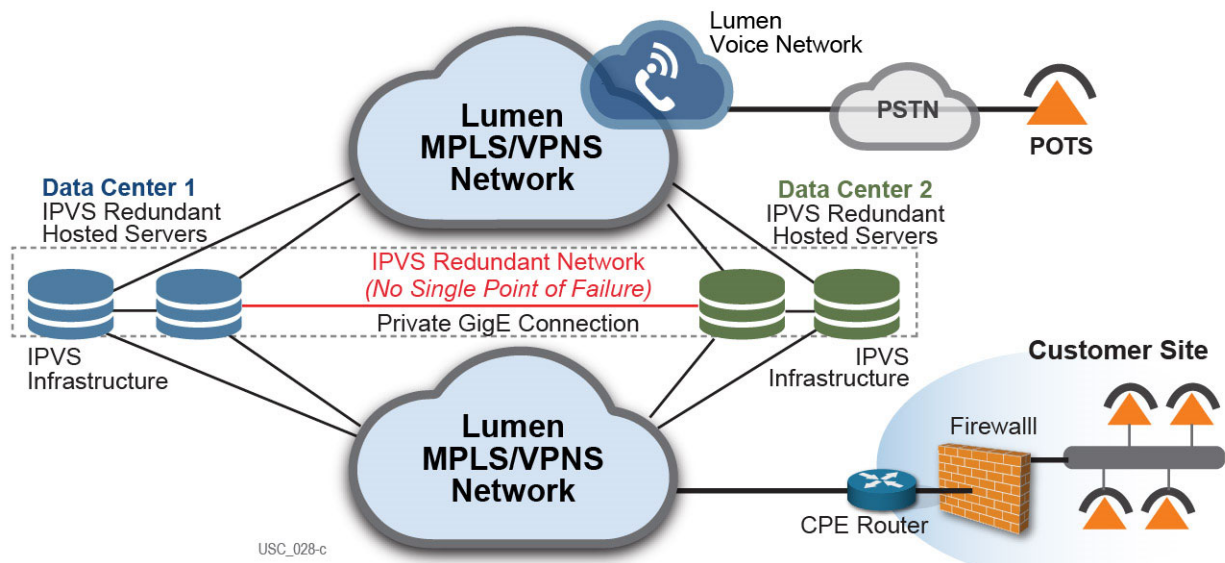 Lumen
Voice Network
Lumen
MPLS/VPNS
Network
PSTN
POTS
Data Center 1
IPVS Redundant
Hosted Servers
Data Center 2
IPVS Redundant
Hosted Servers
IPVS Redundant Network
(No Single Point of Failure)
Private GigE Connection
IPVS
Infrastructure
IPVS
Infrastructure
Customer Site
Lumen
MPLS/VPNS
Network
Firewalll
CPE Router
USC_028-c